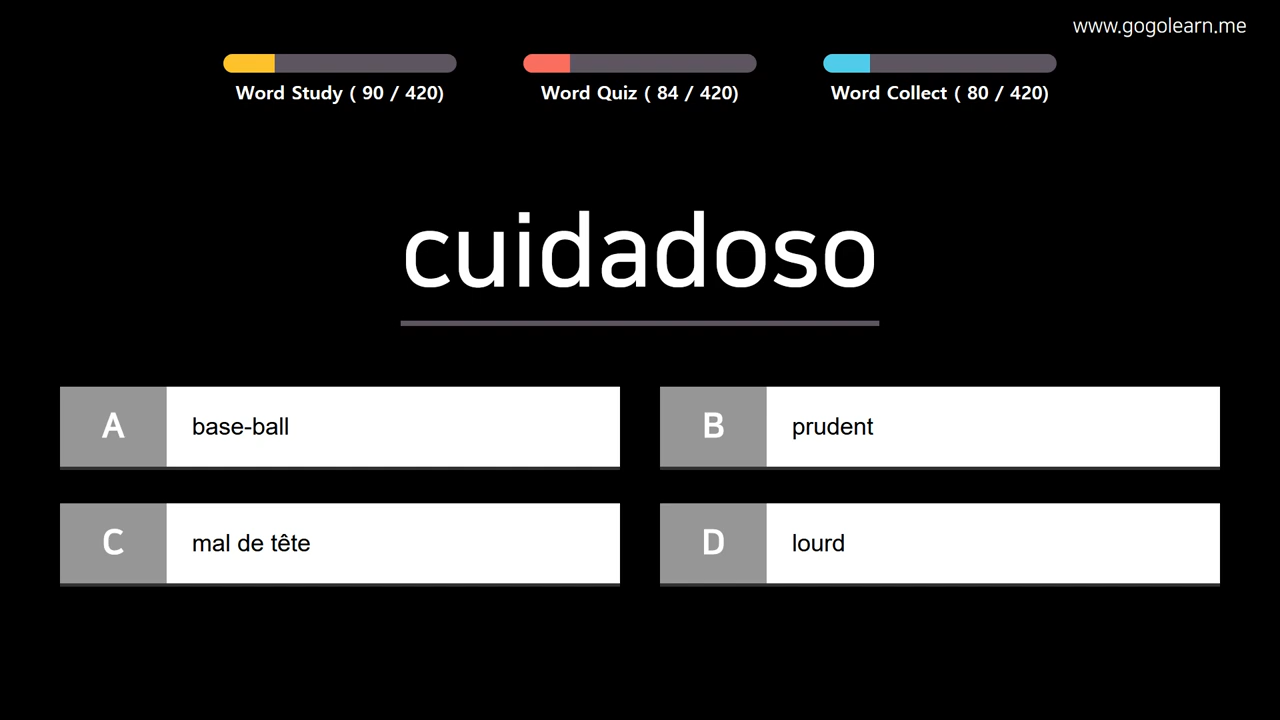 www.gogolearn.me
Word Study ( 90 / 420)
Word Quiz ( 84 / 420)
Word Collect ( 80 / 420)
cuidadoso
A base-ball
B prudent
C mal de tête
D lourd